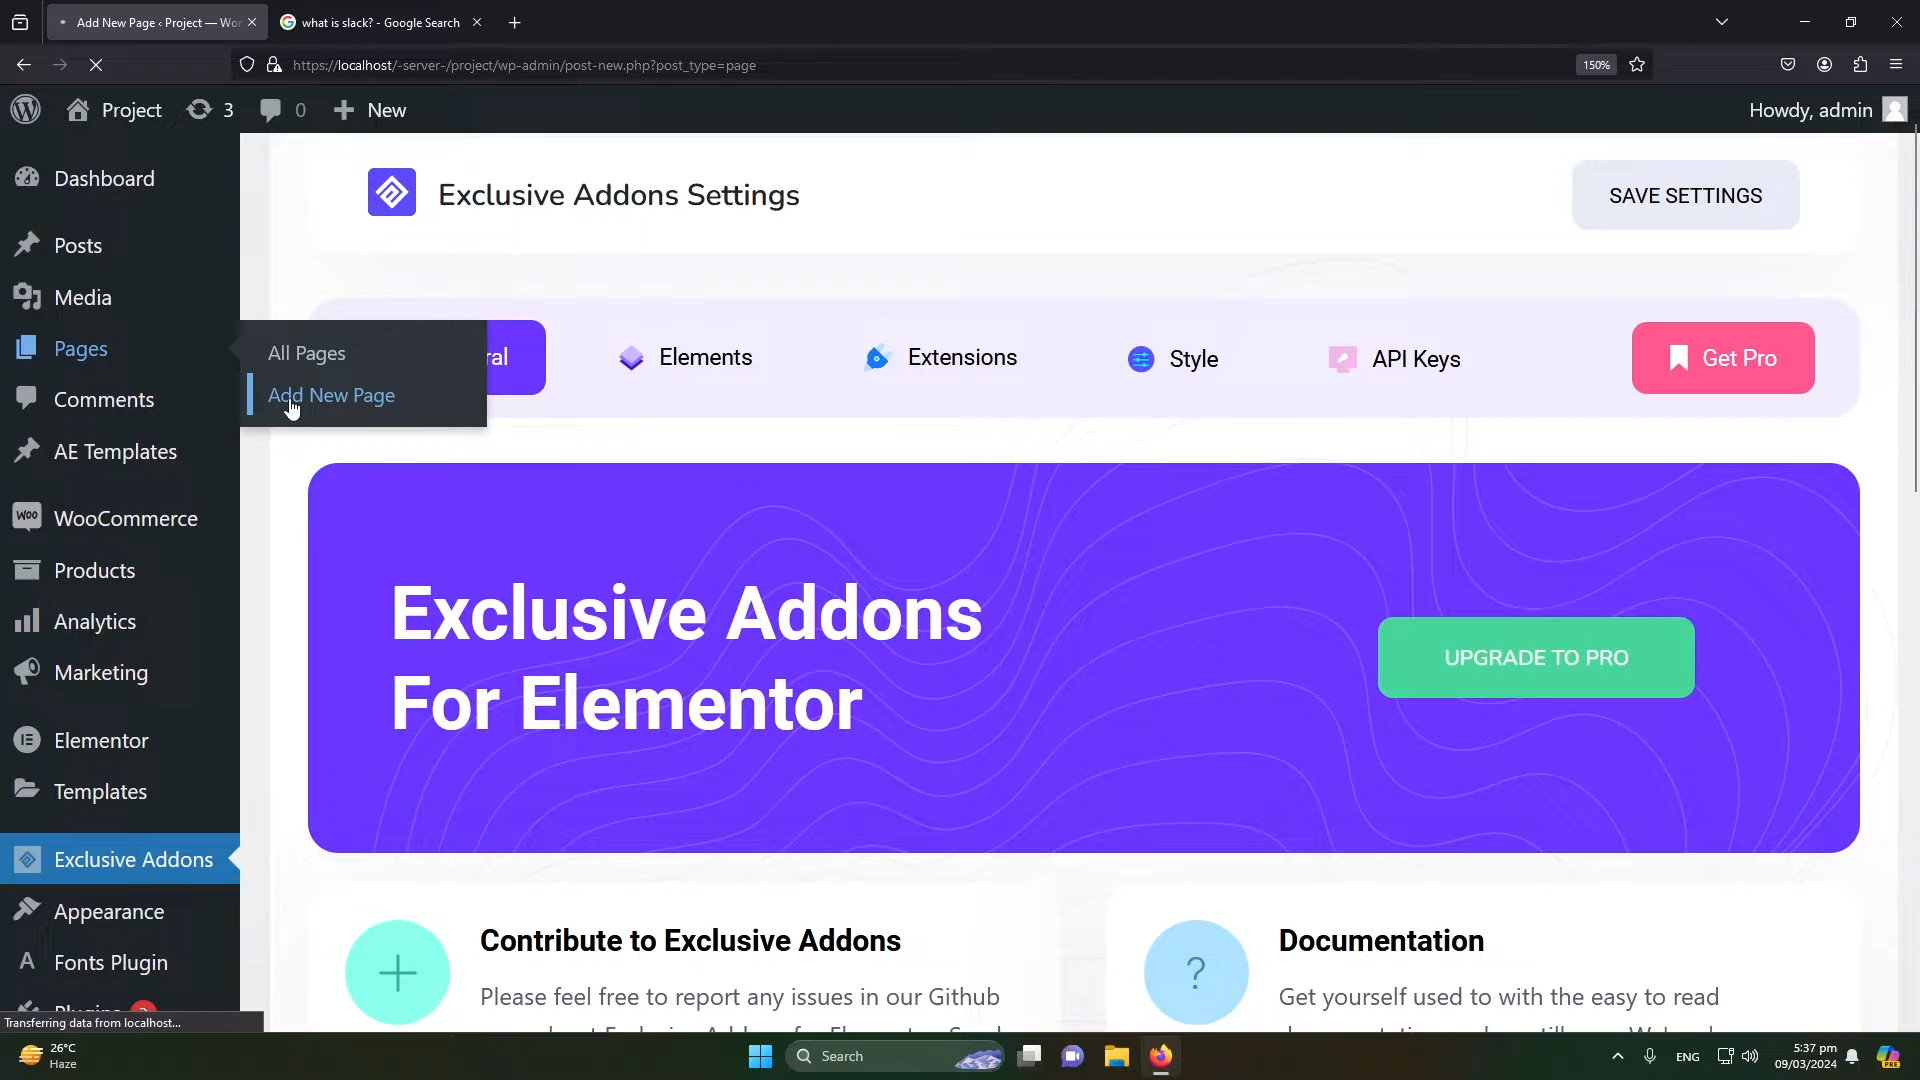 Add New Page ‹ Project — Wor
what is slack? - Google Search
https://localhost/-server-/project/wp-admin/post-new.php?post_type=page
150%
Project
3
0
New
Howdy, admin
Dashboard
Posts
Media
Pages
Comments
AE Templates
WooCommerce
Products
Analytics
Marketing
Elementor
Templates
Exclusive Addons
Appearance
Fonts Plugin
All Pages
Add New Page
Exclusive Addons Settings
SAVE SETTINGS
ral
Elements
Extensions
Style
API Keys
Get Pro
Exclusive Addons
For Elementor
UPGRADE TO PRO
Contribute to Exclusive Addons
Please feel free to report any issues in our Github
Documentation
Get yourself used to with the easy to read
Transferring data from localhost...
26°C
Haze
Search
ENG
5:37 pm
09/03/2024